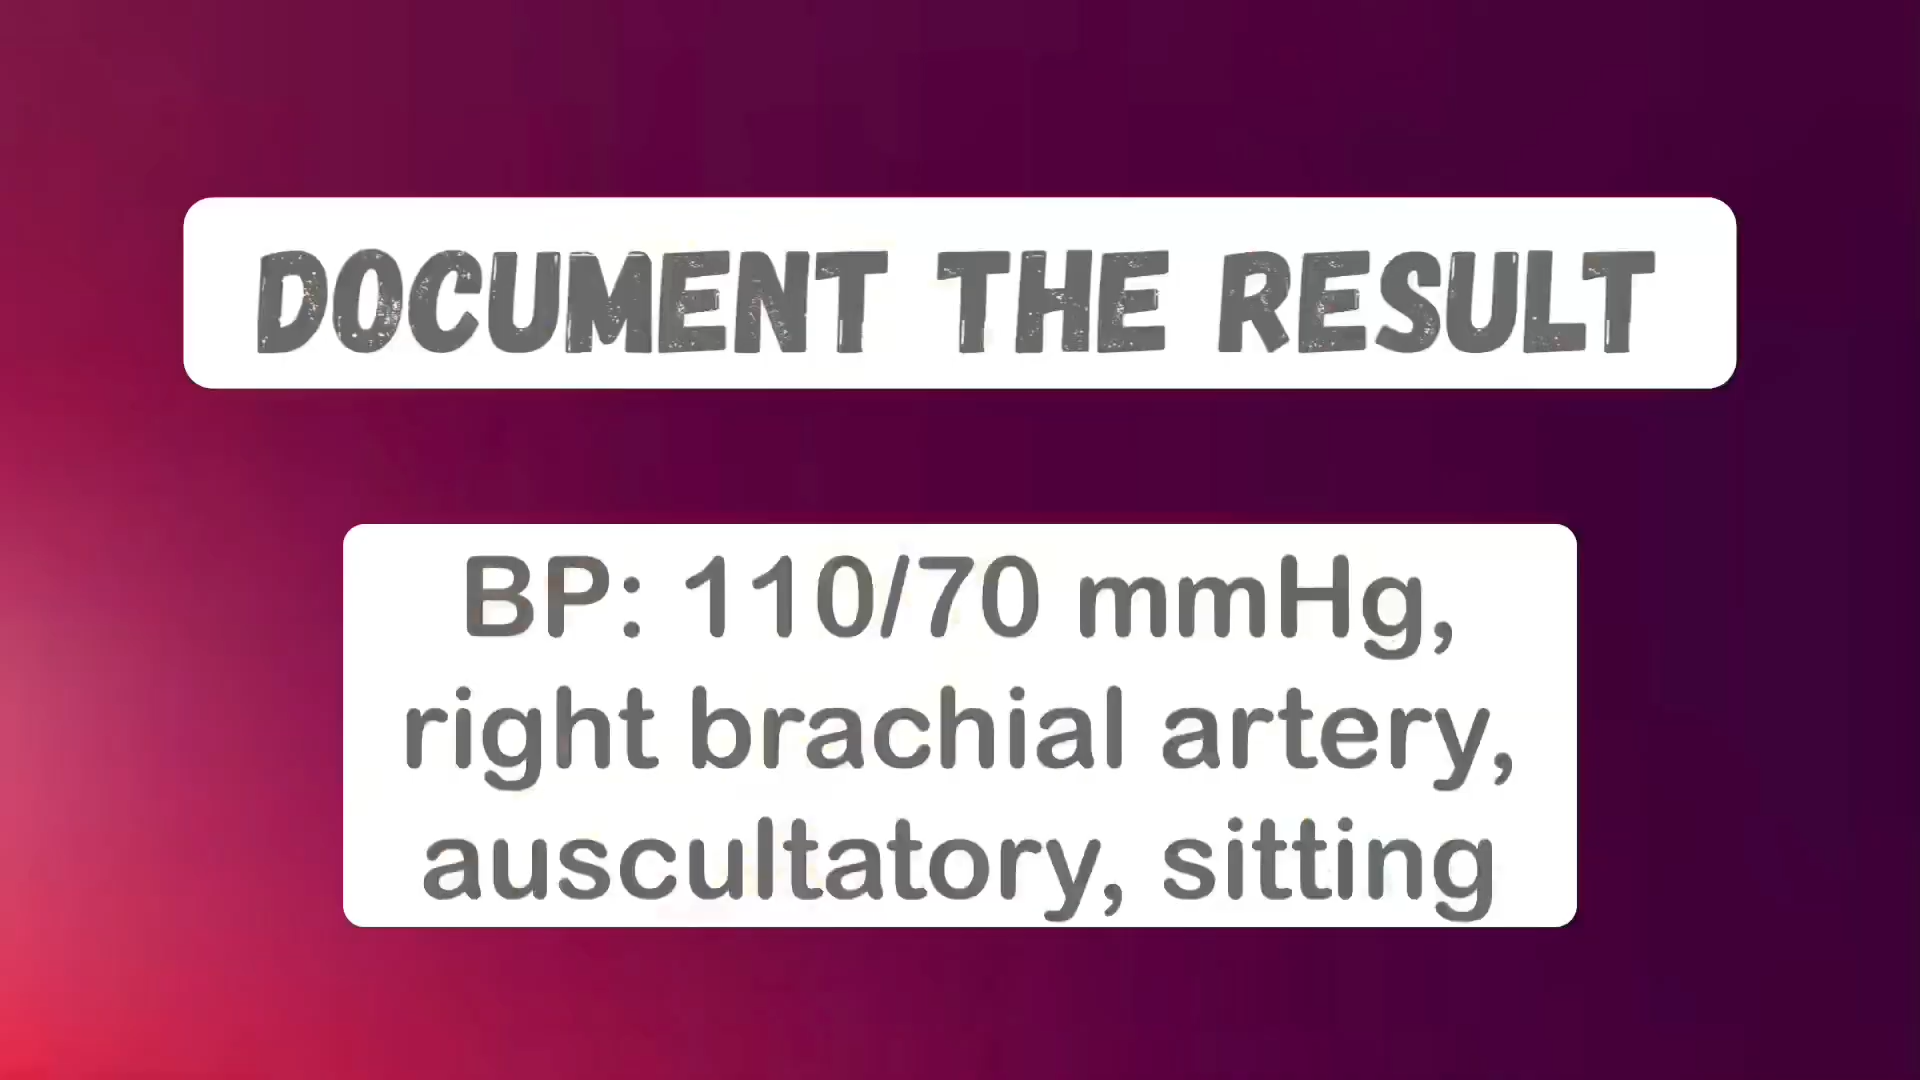 DOCUMENT THE RESULT
BP: 110/70 mmHg,
right brachial artery,
auscultatory, sitting